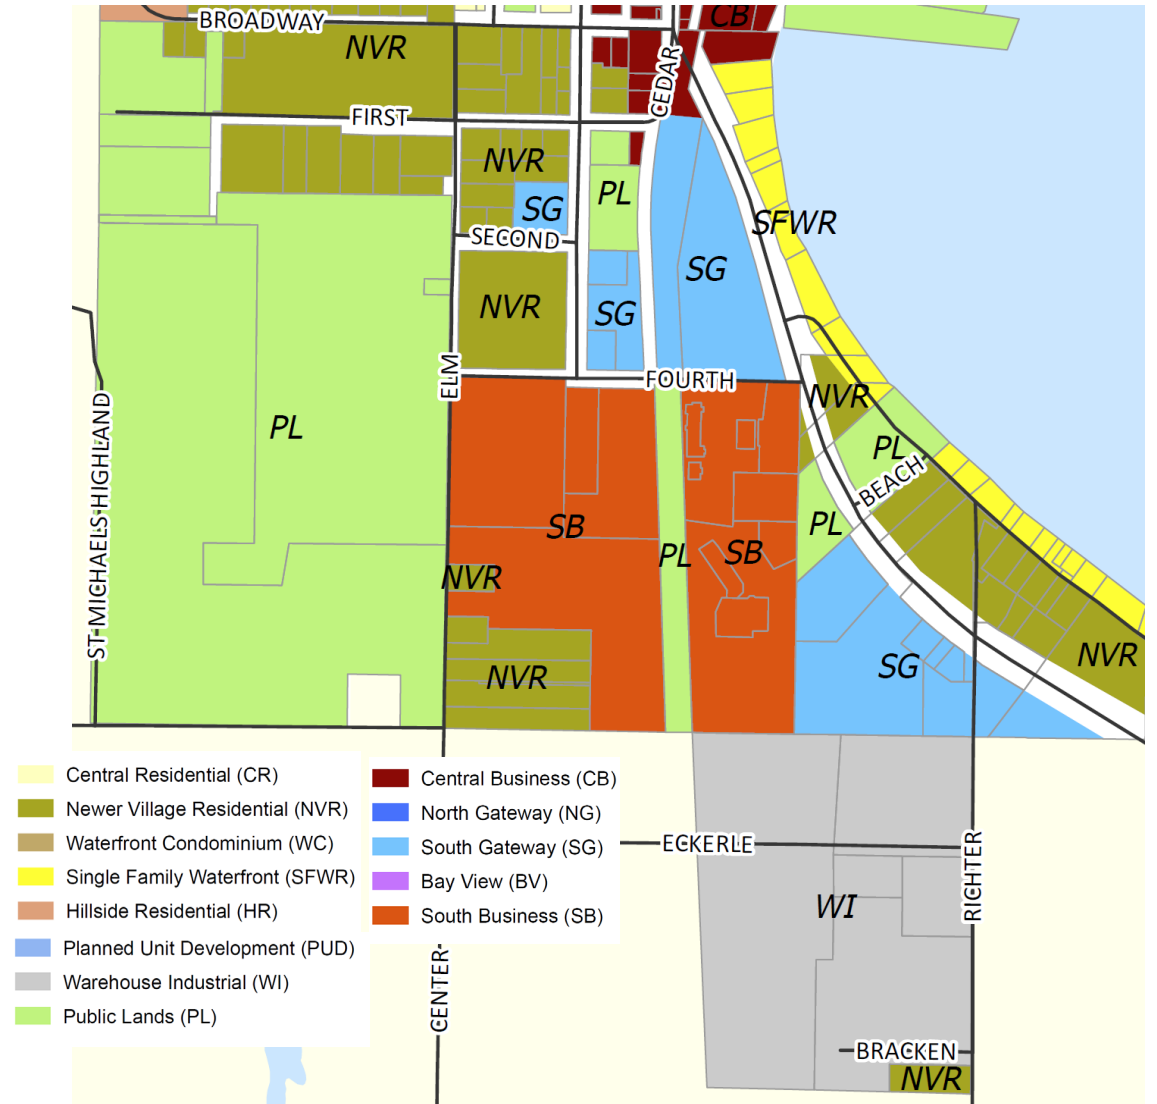 BROADWAY
CB
NVR
CEDAR
FIRST
NVR
PL
SG
SFWR
SECOND
SG
NVR
SG
ELM
FOURTH
NVR
PL
ST MICHAELS HIGHLAND
PL
BEACH
SB
PL
SB
PL
NVR
NVR
SG
NVR
Central Residential (CR)
Newer Village Residential (NVR)
Waterfront Condominium (WC)
Single Family Waterfront (SFWR)
Hillside Residential (HR)
Planned Unit Development (PUD)
Warehouse Industrial (WI)
Public Lands (PL)
Central Business (CB)
North Gateway (NG)
South Gateway (SG)
Bay View (BV)
South Business (SB)
ECKERLE
RICHTER
WI
CENTER
BRACKEN
NVR